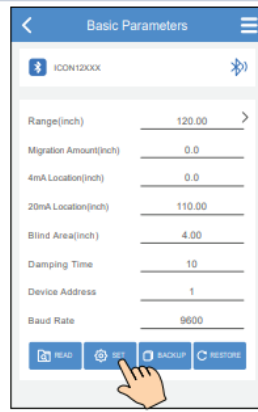 Basic Parameters
ICON12XXX
Range(inch) 120.00
Migration Amount(Inch) 0.0
4mA Location(inch) 0.0
20mA Location(inch) 110.00
Blind Area(inch) 4.00
Damping Time 10
Device Address 1
Baud Rate 9600
READ SET BACKUP RESTORE